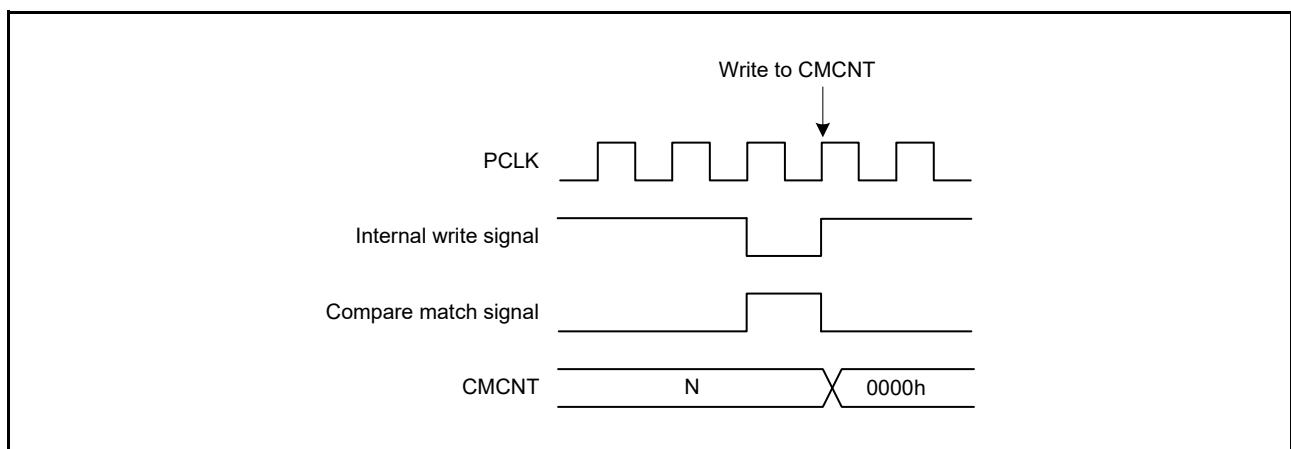 Write to CMCNT
PCLK
Internal write signal
Compare match signal
CMCNT N 0000h